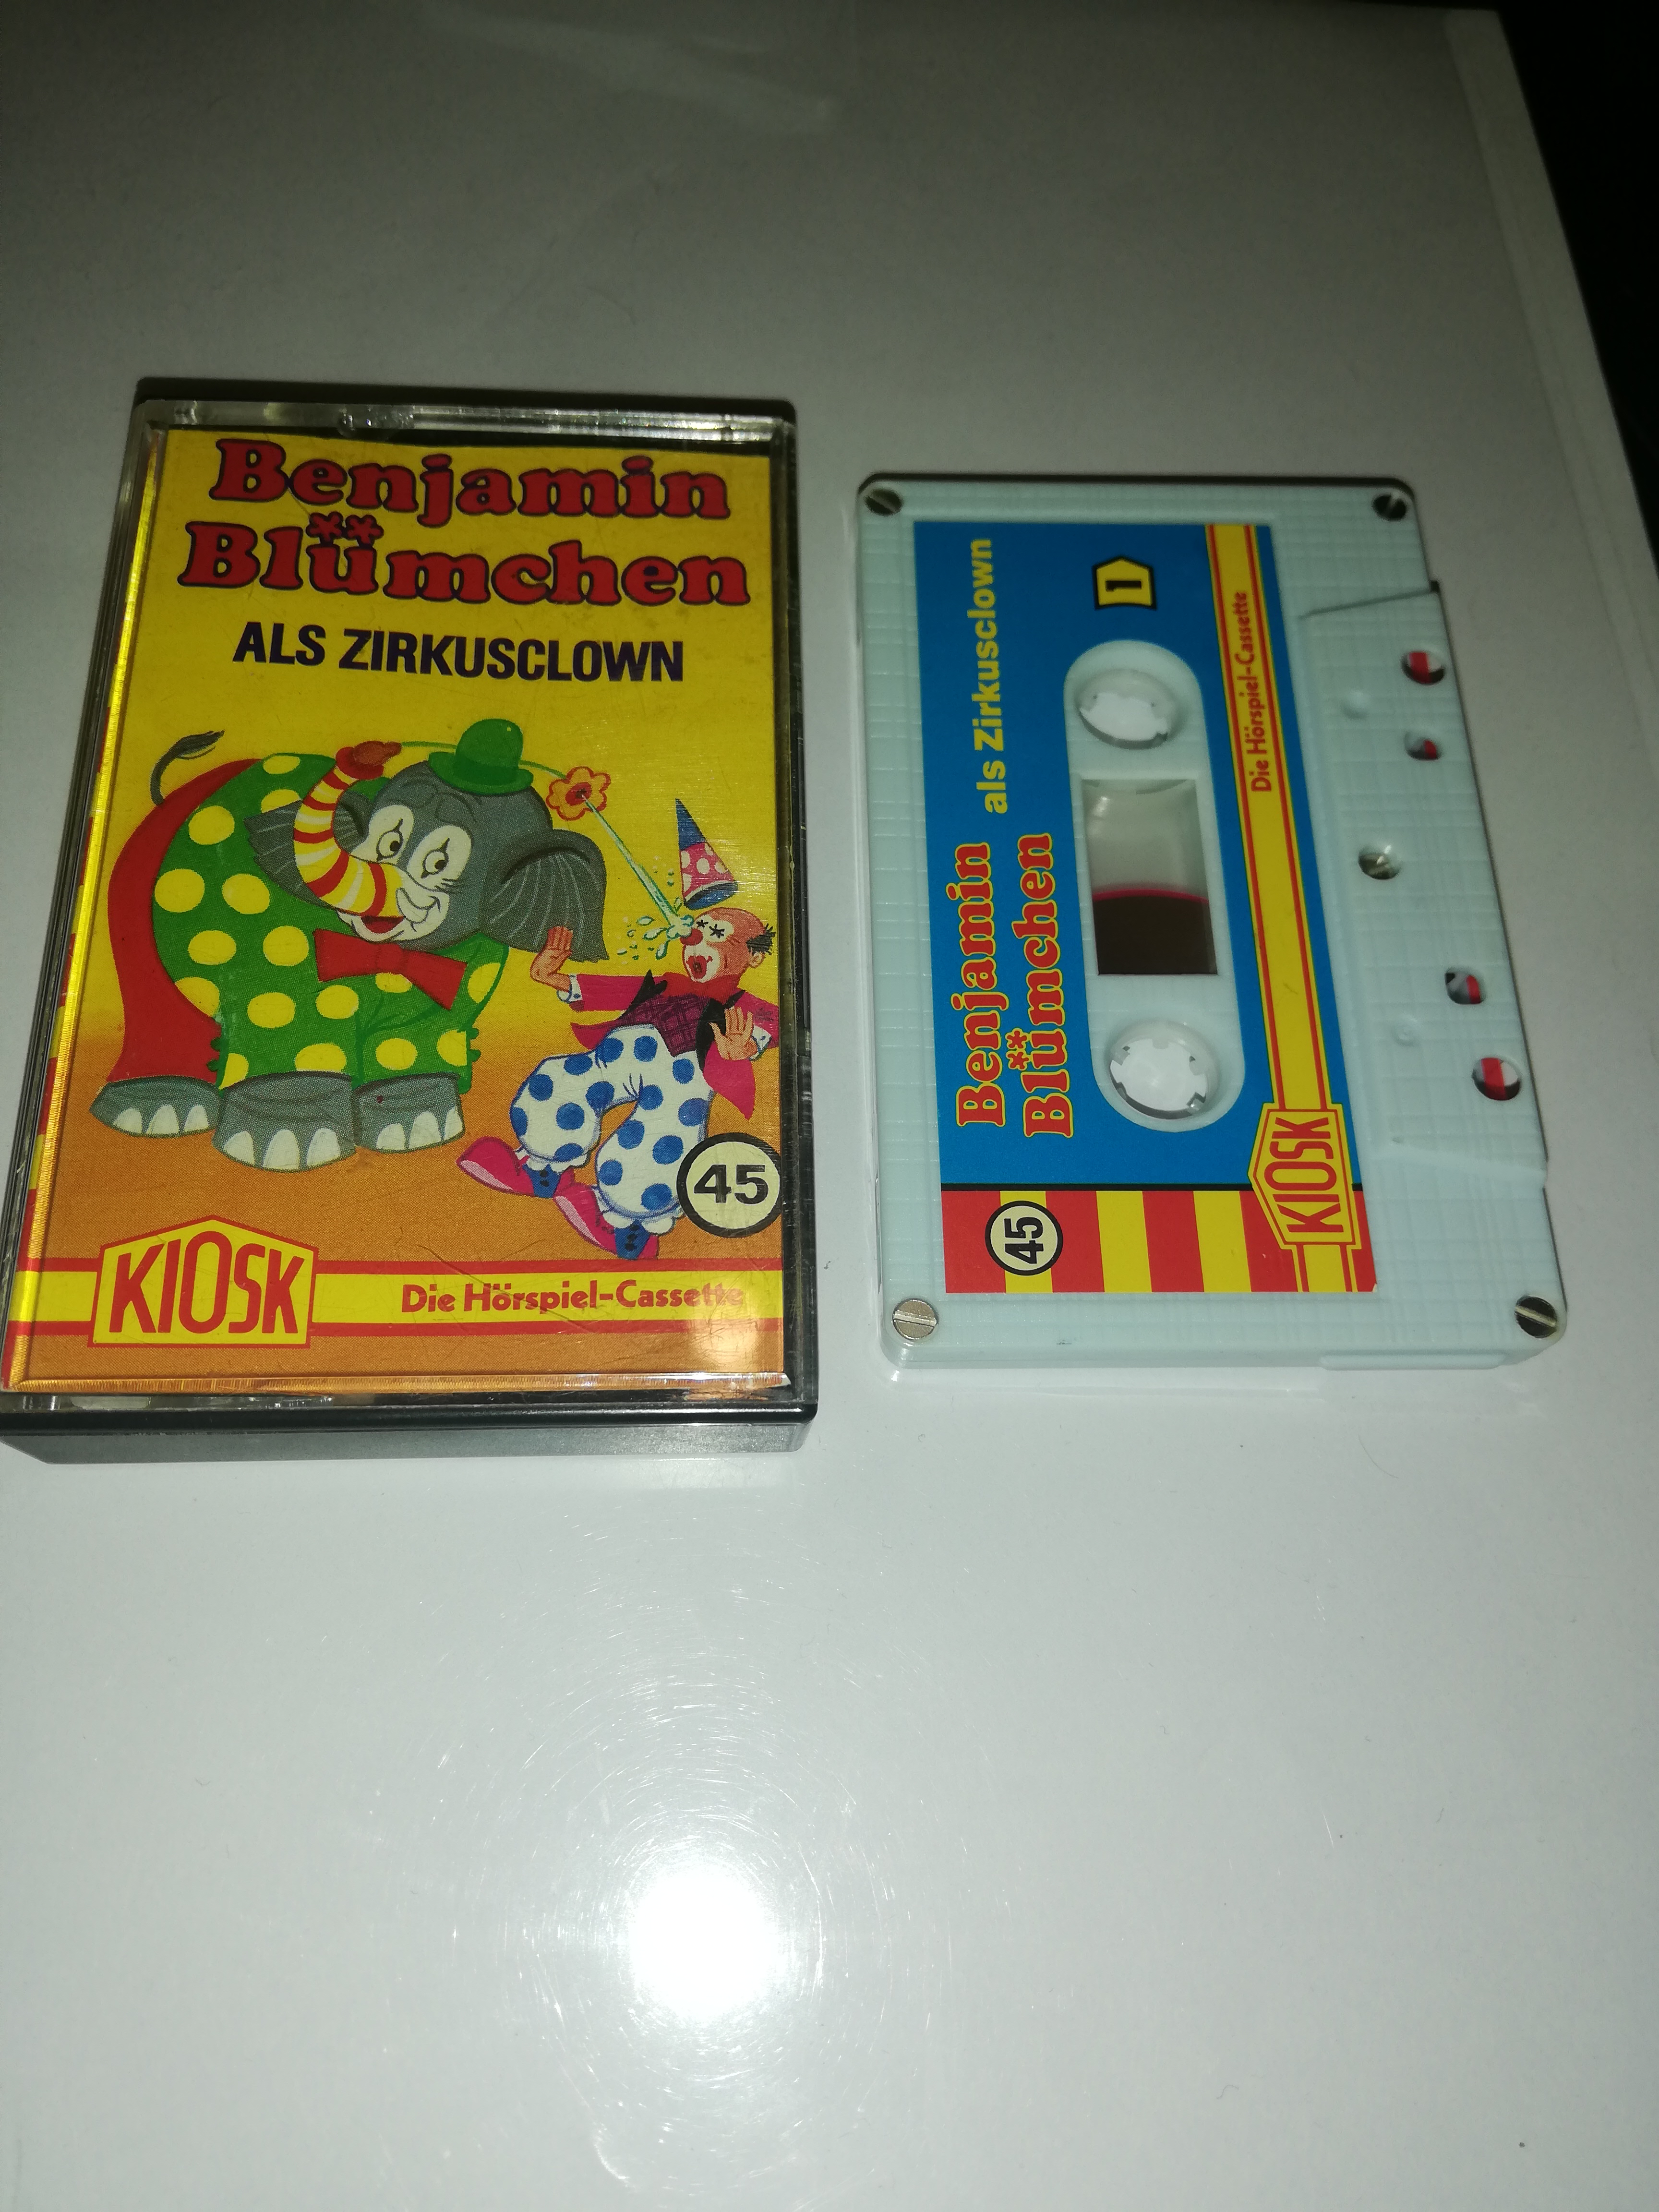 Benjamin
Blümchen
ALS ZIRKUSCLOWN
45
KIOSK
Die Hörspiel-Cassette
Benjamin
Blümchen
als Zirkusclown
1
Die Hörspiel-Cassette
KIOSK
45